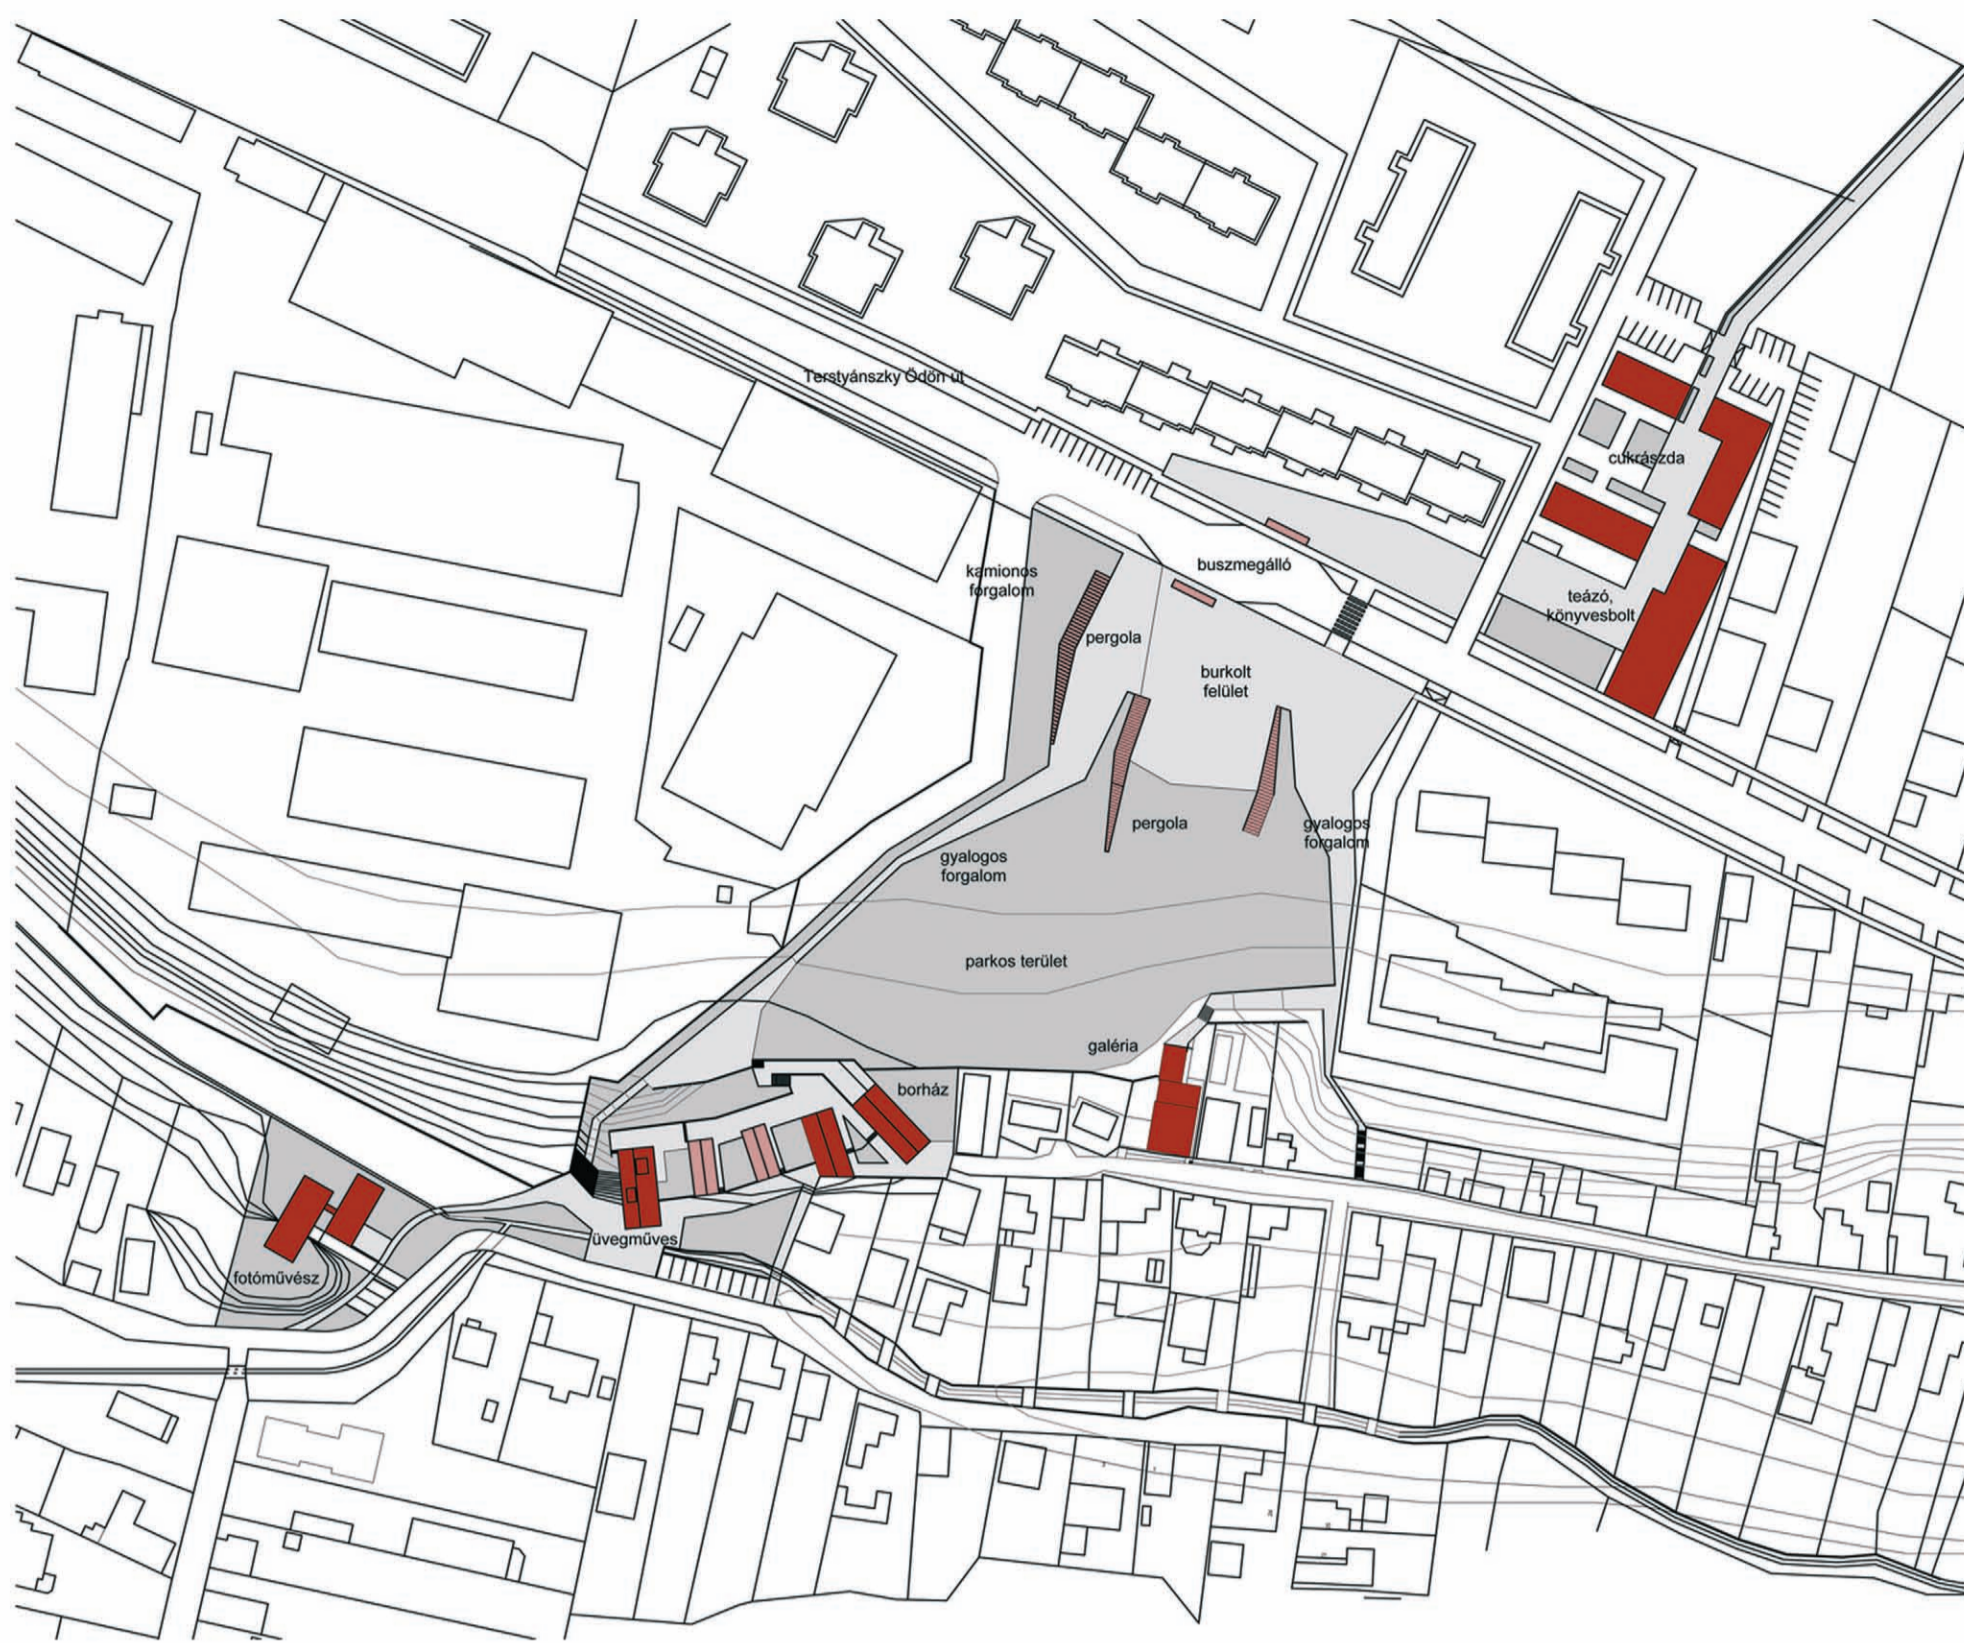 Terstyánszky Ödön út
cukrászda
kamionos
forgalom
buszmegálló
teázó,
könyvesbolt
pergola
burkolt
felület
pergola
gyalogos
forgalom
gyalogos
forgalom
parkos terület
galéria
borház
üvegműves
fotóművész